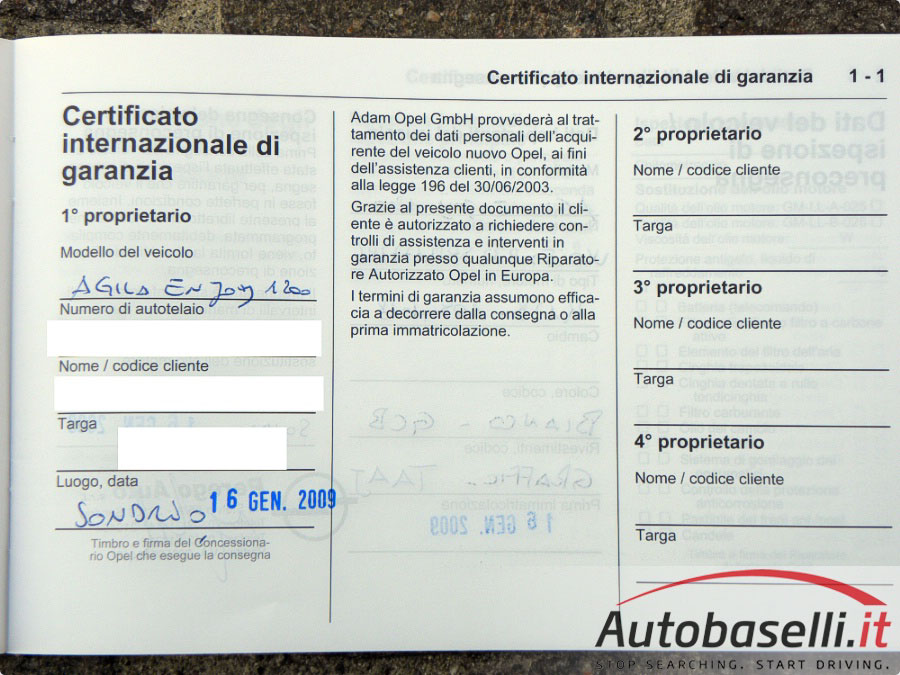 Certificato internazionale di garanzia 1 - 1
Certificato
internazionale di
garanzia
1° proprietario
Modello del veicolo
AGILA ENJOY 1200
Numero di autotelaio
Nome / codice cliente
Targa
Luogo, data
SONDRIO 16 GEN. 2009
Timbro e firma del Concessiona-
rio Opel che esegue la consegna
Adam Opel GmbH provvederà al trat-
tamento dei dati personali dell'acqui-
rente del veicolo nuovo Opel, ai fini
dell'assistenza clienti, in conformità
alla legge 196 del 30/06/2003.
Grazie al presente documento il cli-
ente è autorizzato a richiedere con-
trolli di assistenza e interventi in
garanzia presso qualunque Riparato-
re Autorizzato Opel in Europa.
I termini di garanzia assumono effica-
cia a decorrere dalla consegna o alla
prima immatricolazione.
2° proprietario
Nome / codice cliente
Targa
3° proprietario
Nome / codice cliente
Targa
4° proprietario
Nome / codice cliente
Targa
Autobaselli.it
STOP SEARCHING. START DRIVING.